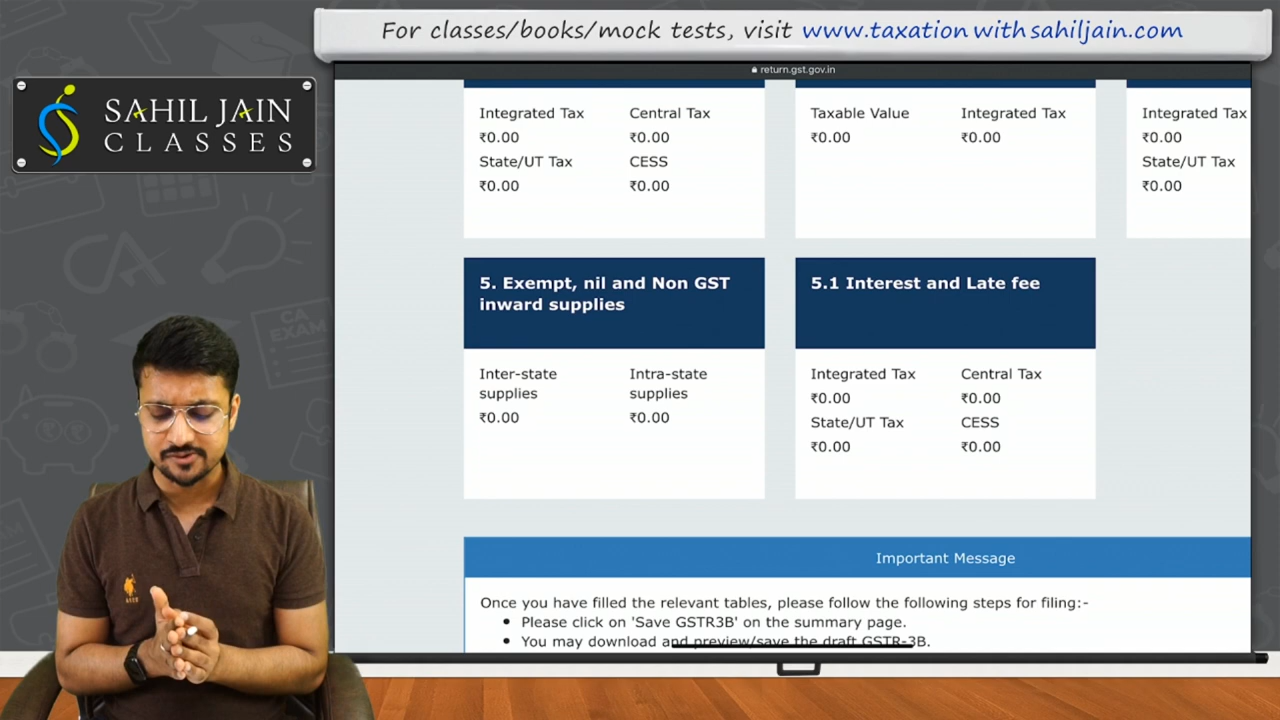 For classes/books/mock tests, visit www.taxation with sahiljain.com
SAHIL JAIN
CLASSES
return.gst.gov.in
Integrated Tax Central Tax
₹0.00 ₹0.00
State/UT Tax CESS
₹0.00 ₹0.00
Taxable Value Integrated Tax
₹0.00 ₹0.00
Integrated Tax
₹0.00
State/UT Tax
₹0.00
5. Exempt, nil and Non GST
inward supplies
Inter-state Intra-state
supplies supplies
₹0.00 ₹0.00
5.1 Interest and Late fee
Integrated Tax Central Tax
₹0.00 ₹0.00
State/UT Tax CESS
₹0.00 ₹0.00
Important Message
Once you have filled the relevant tables, please follow the following steps for filing:-
• Please click on 'Save GSTR3B' on the summary page.
• You may download and preview/save the draft GSTR-3B.
CA
CA
EXAM